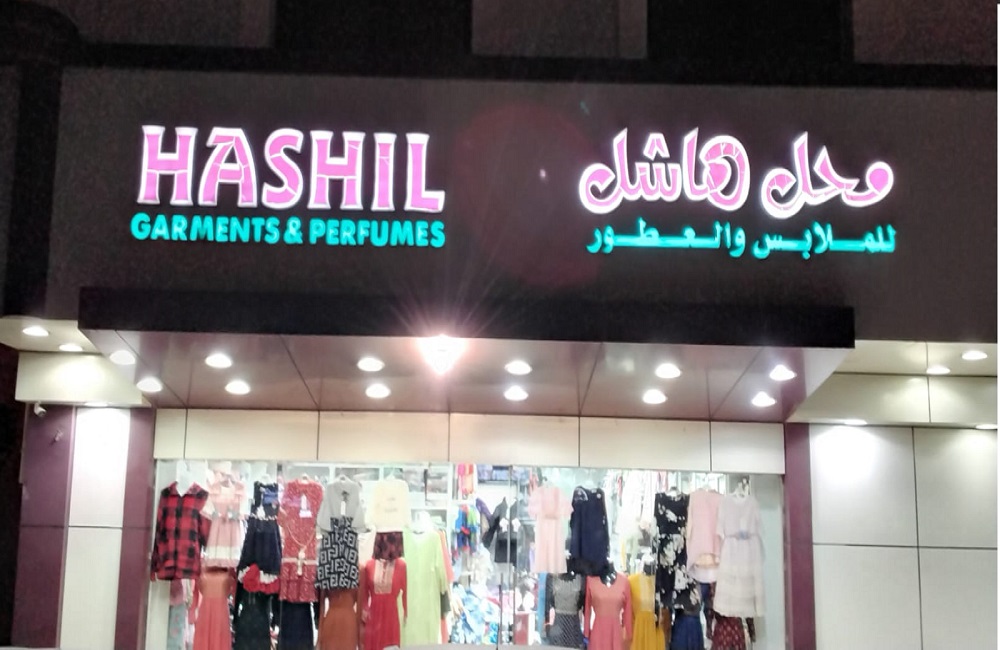 HASHIL
GARMENTS & PERFUMES
محل هاشل
للملابس والعطور